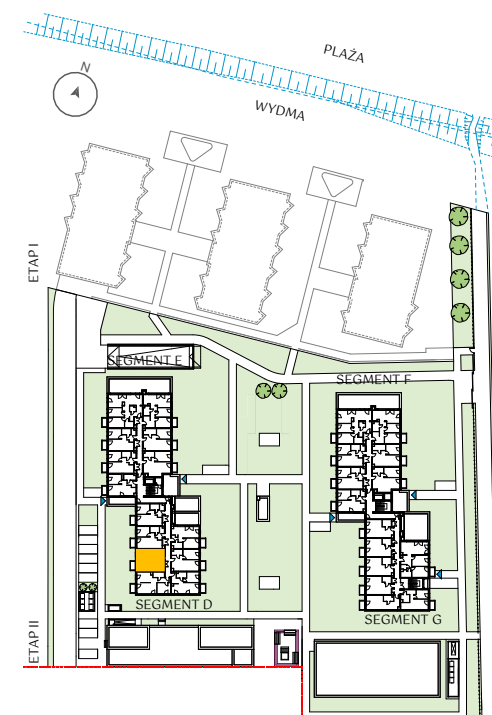 PLAŻA
N
WYDMA
ETAP I
SEGMENT E
SEGMENT F
SEGMENT D
SEGMENT G
ETAP II